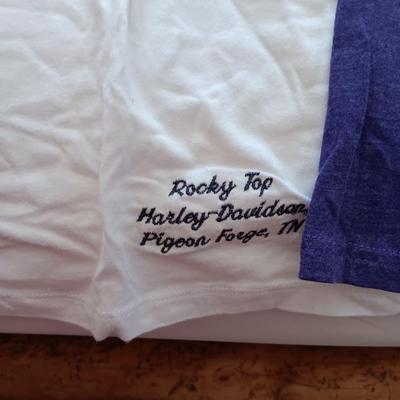 Rocky Top
Harley-Davidson,
Pigeon Forge, TN